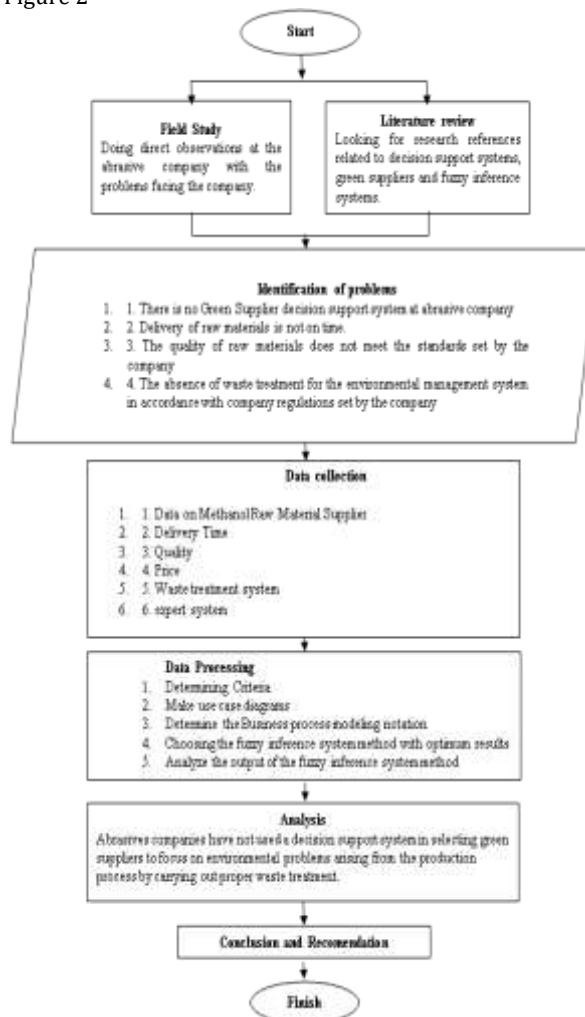 Figure 2
Start
Field Study
Doing direct observations at the
abrasive company with the
problems facing the company.
Literature review
Looking for research references
related to decision support systems,
green suppliers and fuzzy inference
systems.
Identification of problems
1. 1. There is no Green Supplier decision support system at abrasive company
2. 2. Delivery of raw materials is not on time.
3. 3. The quality of raw materials does not meet the standards set by the
company
4. 4. The absence of waste treatment for the environmental management system
in accordance with company regulations set by the company
Data collection
1. 1. Data on Methanol Raw Material Supplier
2. 2. Delivery Time
3. 3. Quality
4. 4. Price
5. 5. Waste treatment system
6. 6. expert system
Data Processing
1. Determining Criteria
2. Make use case diagrams
3. Determine the Business process modeling notation
4. Choosing the fuzzy inference system method with optimum results
5. Analyze the output of the fuzzy inference system method
Analysis
Abrasives companies have not used a decision support system in selecting green
suppliers to focus on environmental problems arising from the production
process by carrying out proper waste treatment.
Conclusion and Recomendation
Finish